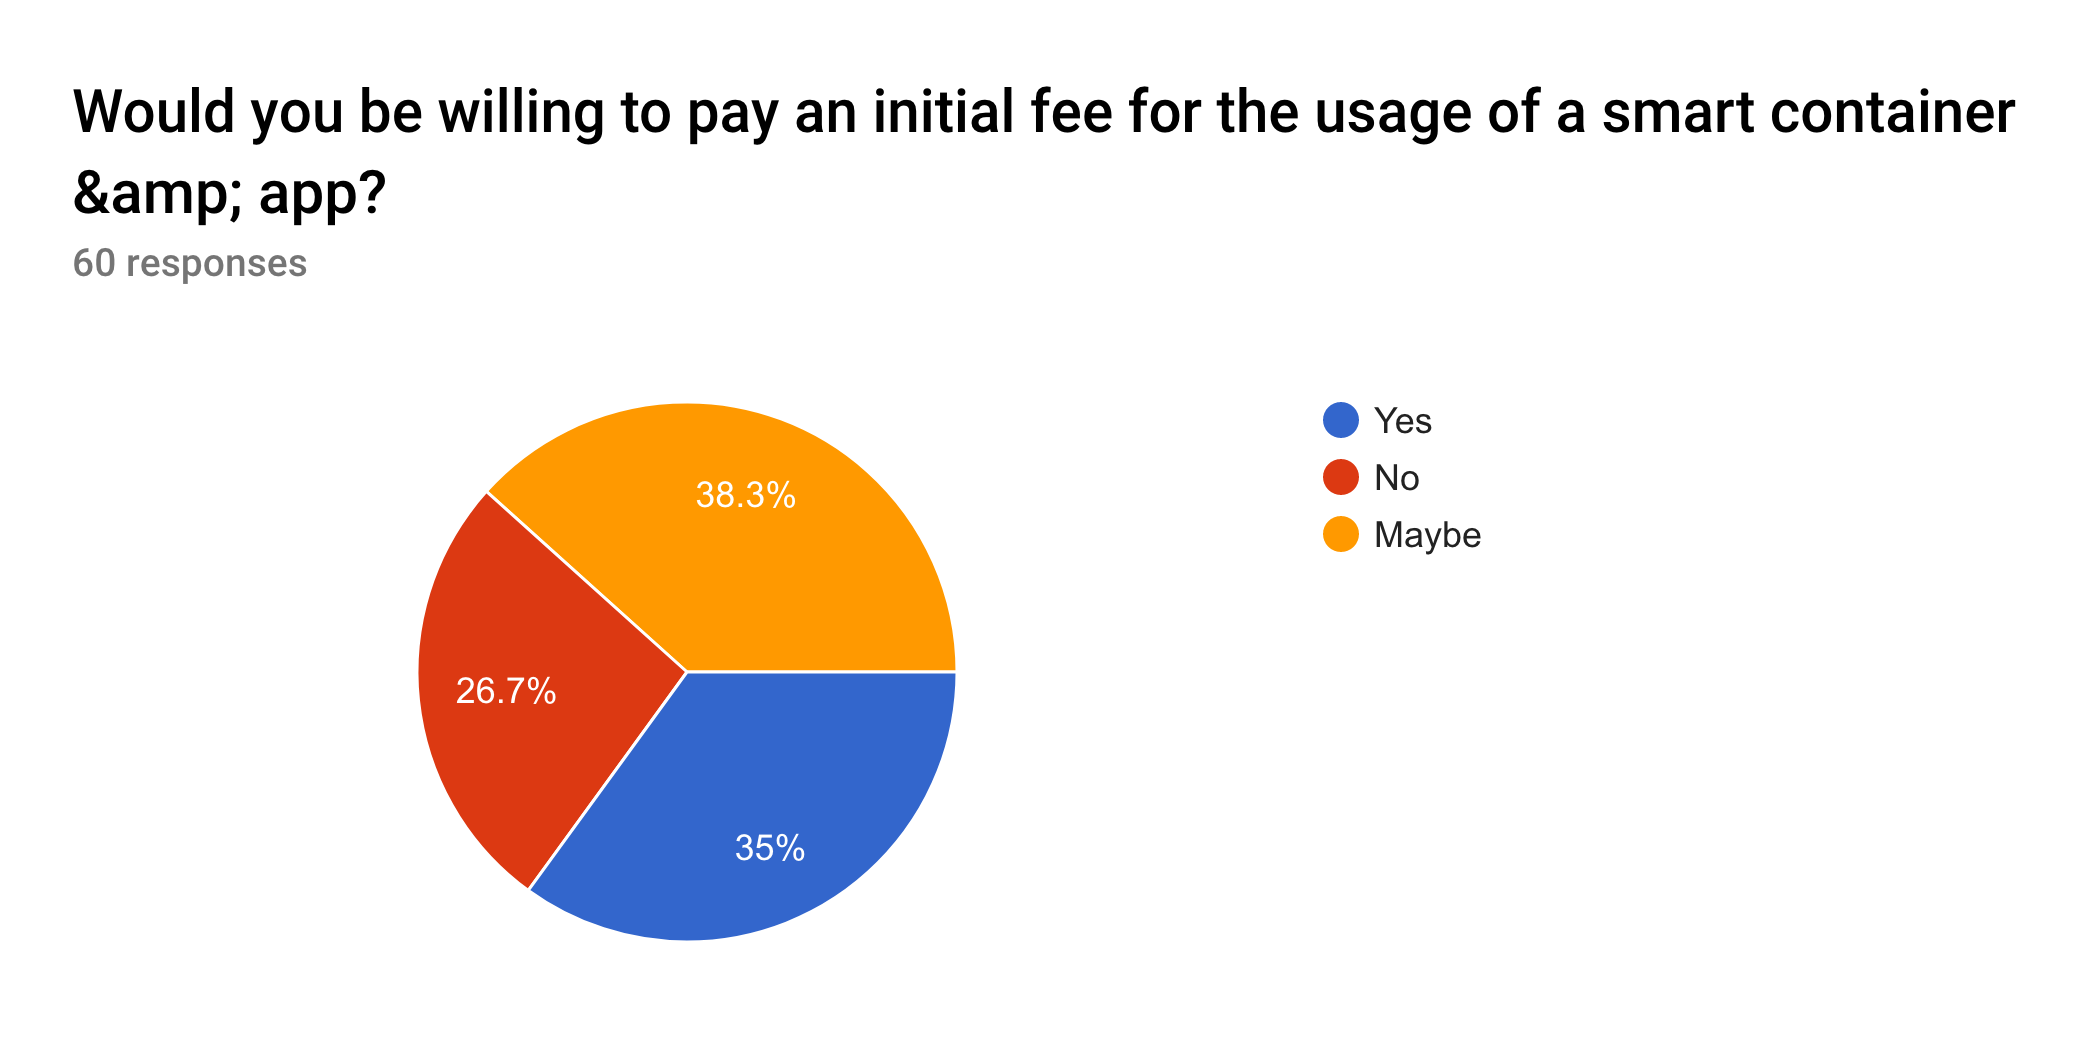 Would you be willing to pay an initial fee for the usage of a smart container
&amp; app?
60 responses
Yes
No
Maybe
38.3%
26.7%
35%